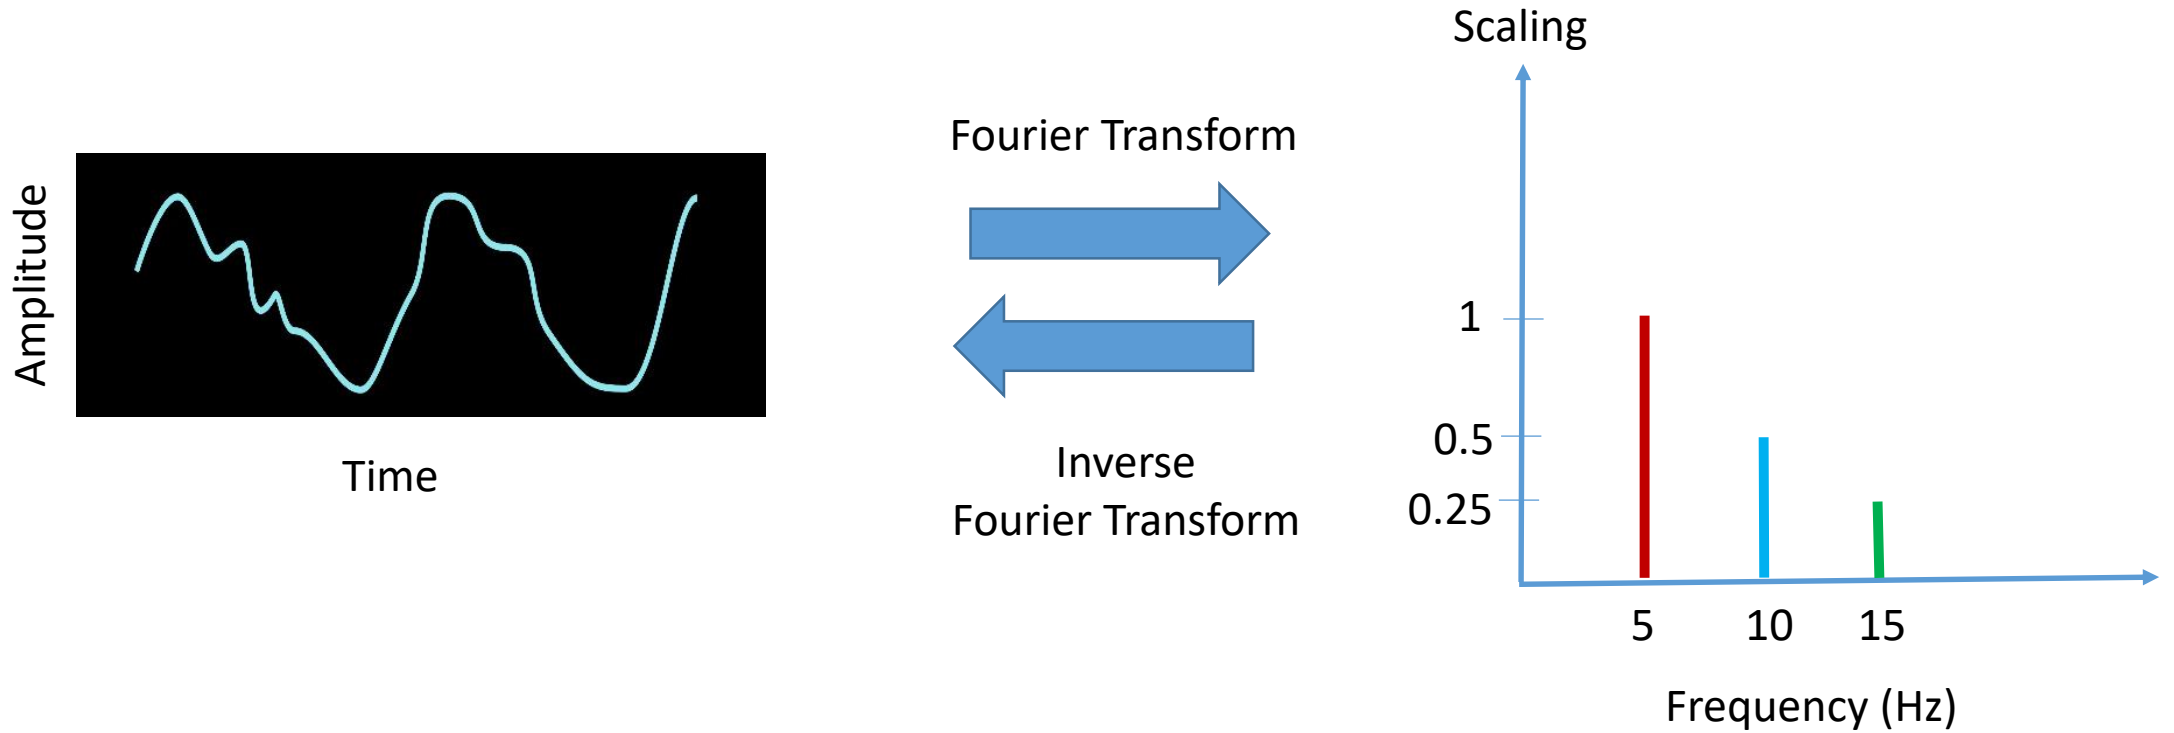 Scaling
Fourier Transform
Amplitude
Time
Inverse
Fourier Transform
1
0.5
0.25
5 10 15
Frequency (Hz)